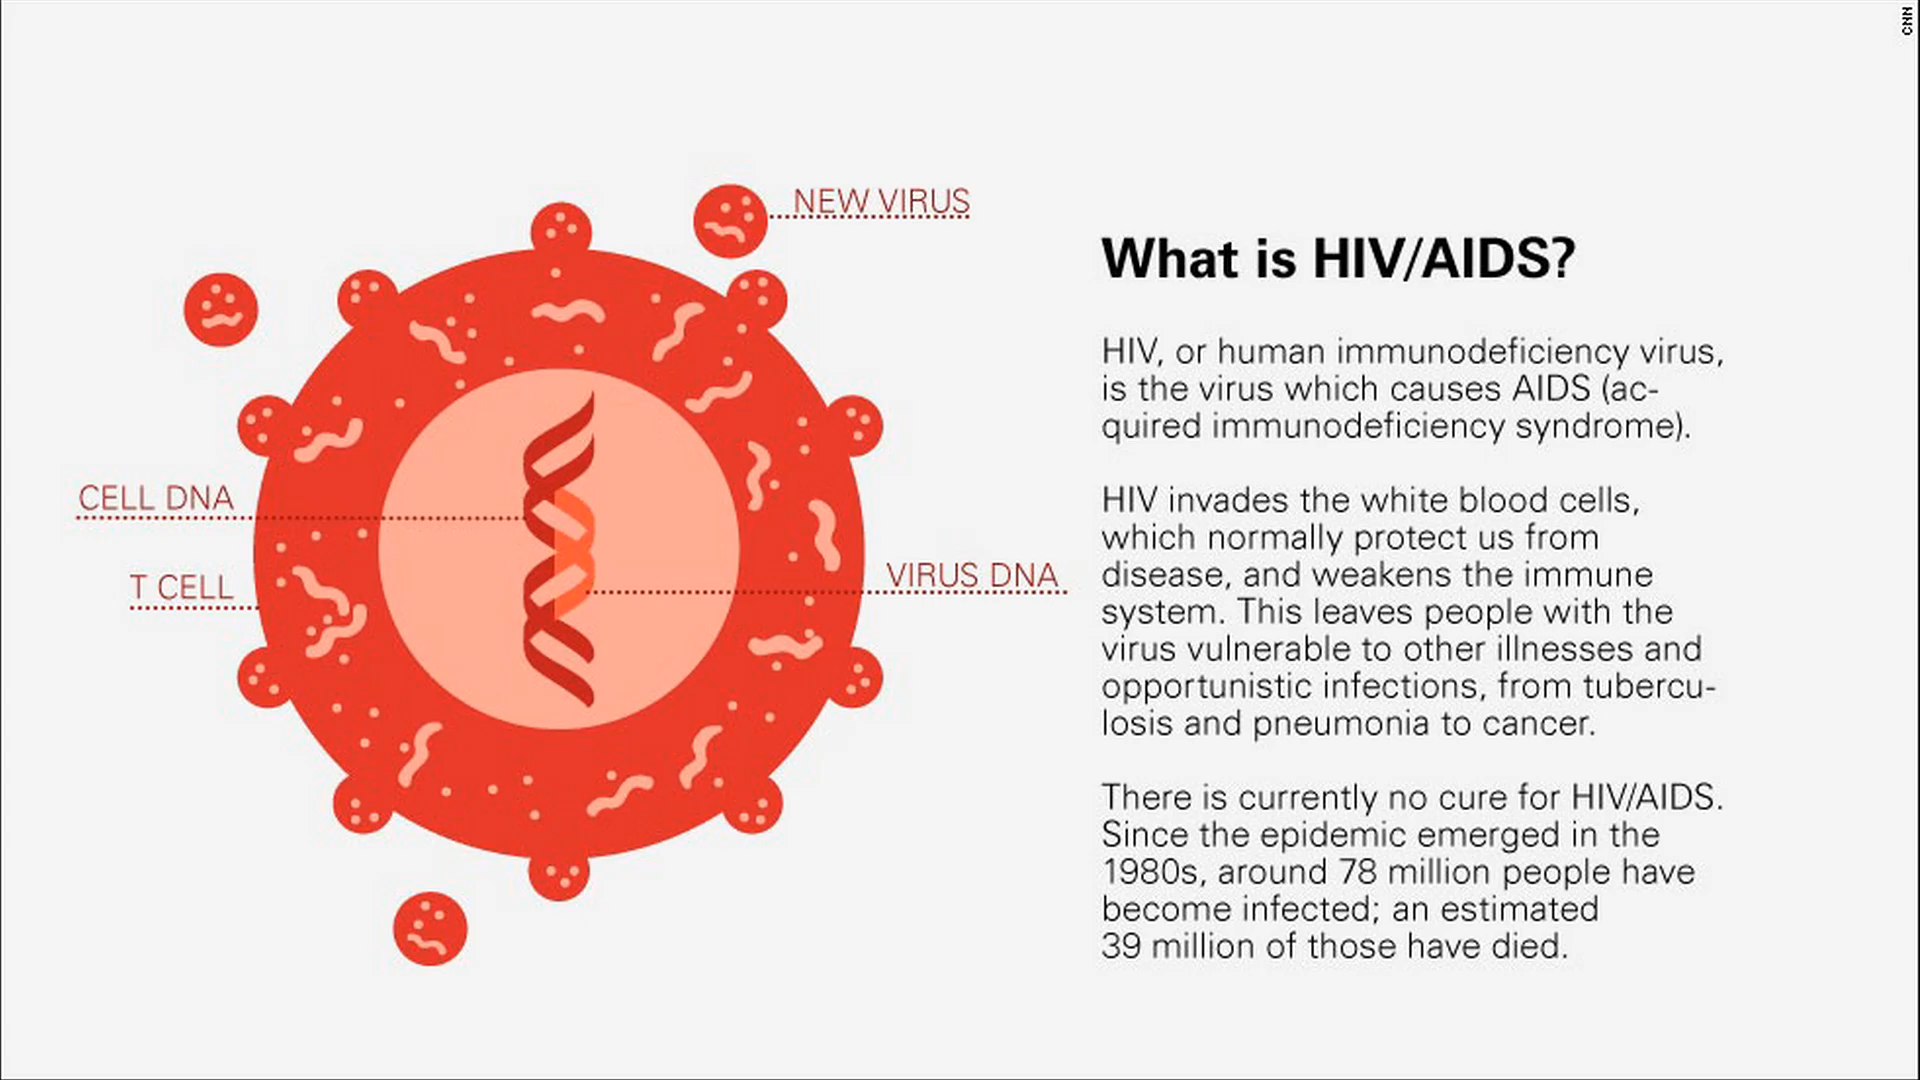 CNN
NEW VIRUS
CELL DNA
T CELL
VIRUS DNA
What is HIV/AIDS?
HIV, or human immunodeficiency virus,
is the virus which causes AIDS (ac-
quired immunodeficiency syndrome).
HIV invades the white blood cells,
which normally protect us from
disease, and weakens the immune
system. This leaves people with the
virus vulnerable to other illnesses and
opportunistic infections, from tubercu-
losis and pneumonia to cancer.
There is currently no cure for HIV/AIDS.
Since the epidemic emerged in the
1980s, around 78 million people have
become infected; an estimated
39 million of those have died.